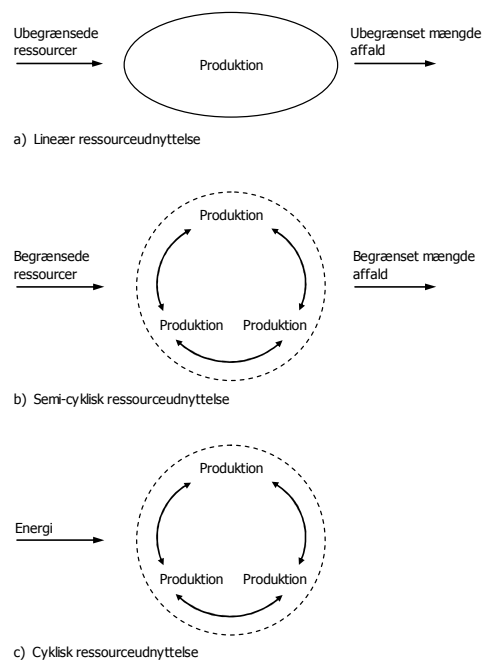 Ubegrænsede
ressourcer
Produktion
Ubegrænset mængde
affald
a) Lineær ressourceudnyttelse
Produktion
Begrænsede
ressourcer
Begrænset mængde
affald
Produktion Produktion
b) Semi-cyklisk ressourceudnyttelse
Produktion
Energi
Produktion Produktion
c) Cyklisk ressourceudnyttelse